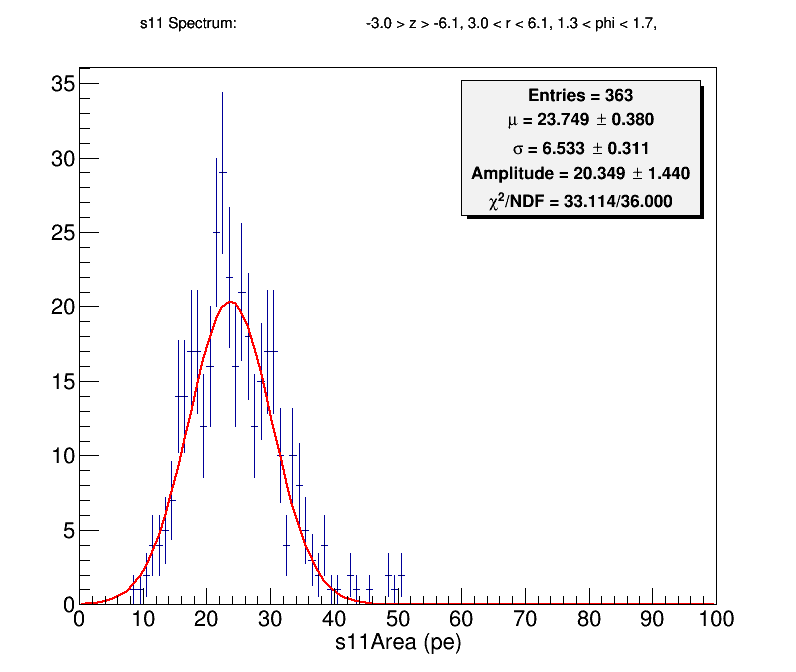 s11 Spectrum: -3.0 > z > -6.1, 3.0 < r < 6.1, 1.3 < phi < 1.7,
Entries = 363
μ = 23.749 ± 0.380
σ = 6.533 ± 0.311
Amplitude = 20.349 ± 1.440
χ²/NDF = 33.114/36.000
35
30
25
20
15
10
5
0
0 10 20 30 40 50 60 70 80 90 100
s11Area (pe)